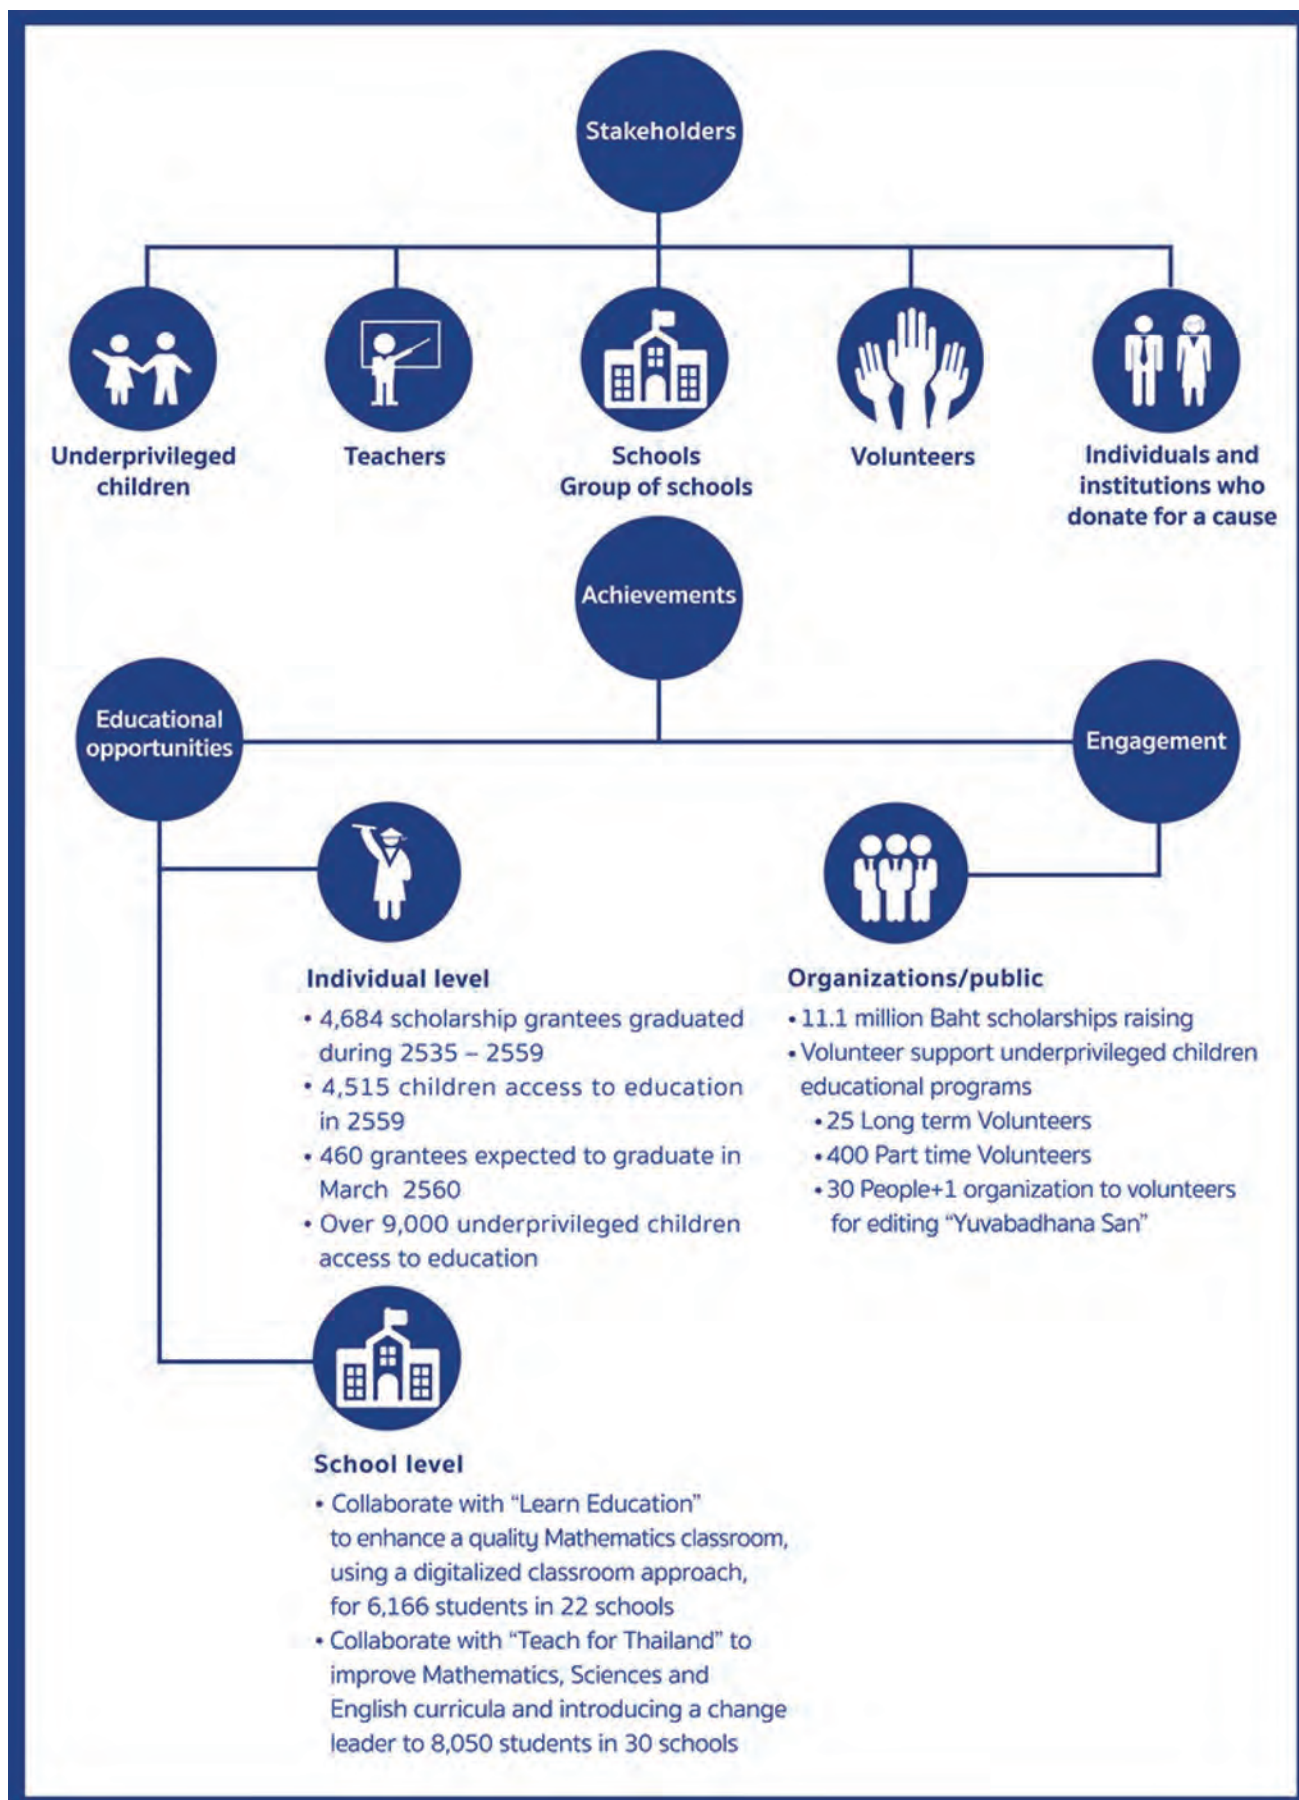 Stakeholders
Underprivileged
children
Teachers
Schools
Group of schools
Volunteers
Individuals and
institutions who
donate for a cause
Achievements
Educational
opportunities
Engagement
Individual level
• 4,684 scholarship grantees graduated
during 2535 – 2559
• 4,515 children access to education
in 2559
• 460 grantees expected to graduate in
March 2560
• Over 9,000 underprivileged children
access to education
Organizations/public
• 11.1 million Baht scholarships raising
• Volunteer support underprivileged children
educational programs
• 25 Long term Volunteers
• 400 Part time Volunteers
• 30 People+1 organization to volunteers
for editing “Yuvabadhana San”
School level
• Collaborate with “Learn Education”
to enhance a quality Mathematics classroom,
using a digitalized classroom approach,
for 6,166 students in 22 schools
• Collaborate with “Teach for Thailand” to
improve Mathematics, Sciences and
English curricula and introducing a change
leader to 8,050 students in 30 schools